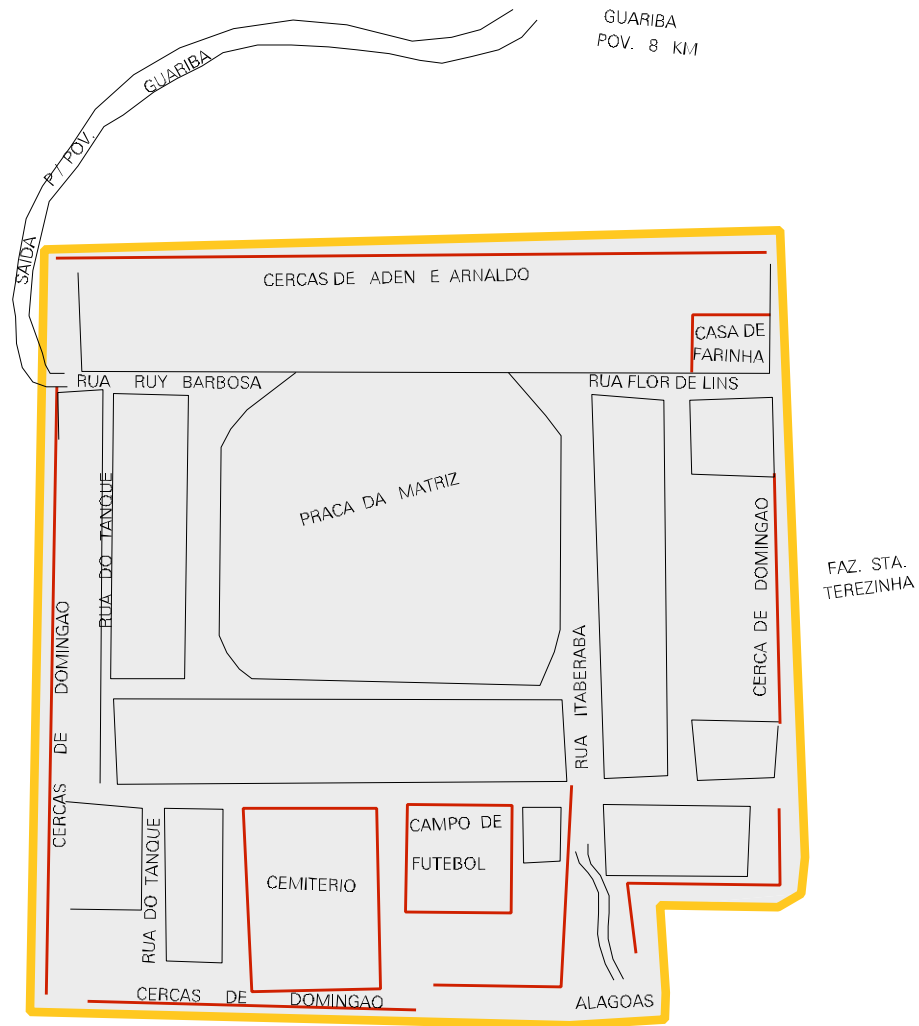 GUARIBA
POV. 8 KM
SAIDA P / POV. GUARIBA
CERCAS DE ADEN E ARNALDO
CASA DE
FARINHA
RUA RUY BARBOSA
RUA FLOR DE LINS
PRACA DA MATRIZ
RUA DO TANQUE
CERCA DE DOMINGAO
FAZ. STA.
TEREZINHA
CERCAS DE DOMINGAO
RUA ITABERABA
RUA DO TANQUE
CEMITERIO
CAMPO DE
FUTEBOL
CERCAS DE DOMINGAO
ALAGOAS